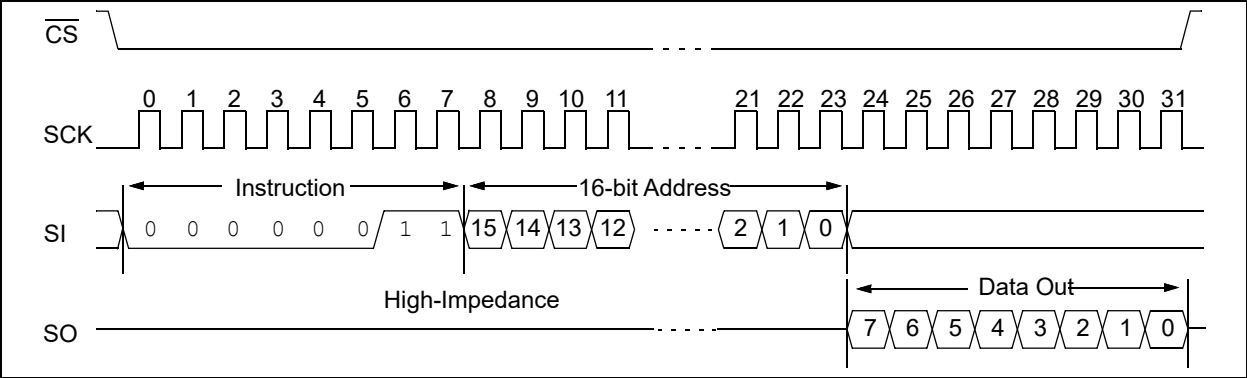 CS
0 1 2 3 4 5 6 7 8 9 10 11 21 22 23 24 25 26 27 28 29 30 31
SCK
Instruction 16-bit Address
SI 0 0 0 0 0 0 1 1 15 14 13 12 2 1 0
Data Out
High-Impedance
SO 7 6 5 4 3 2 1 0